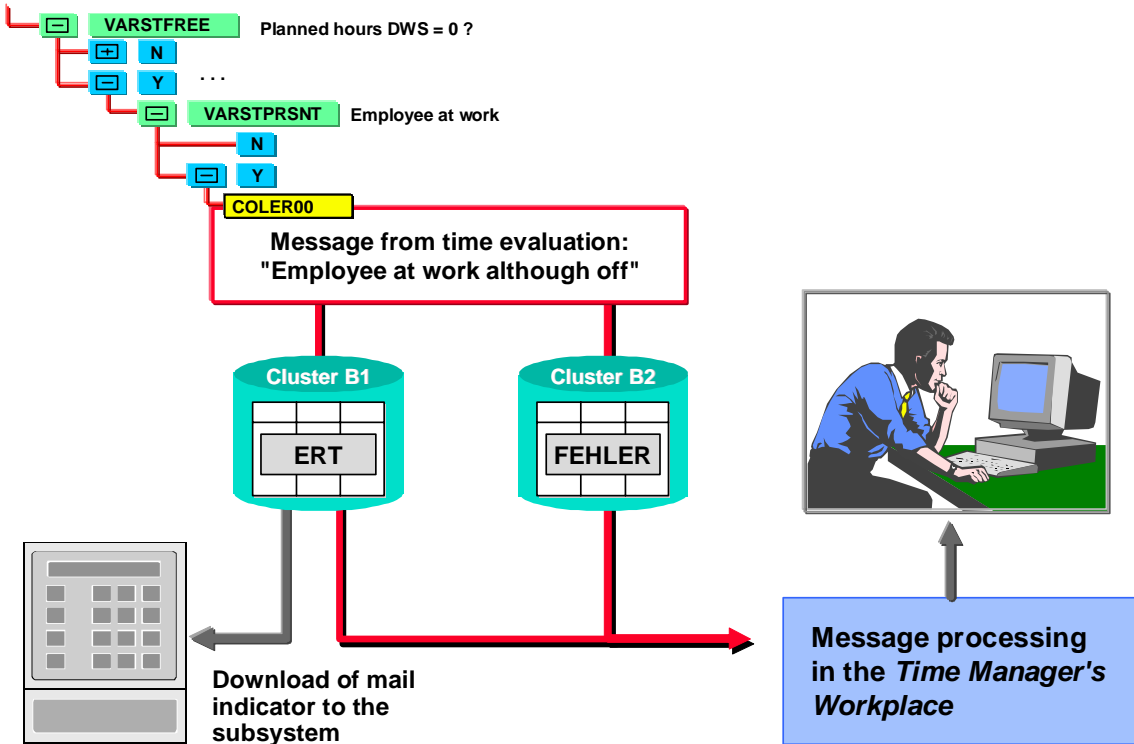 VARSTFREE Planned hours DWS = 0 ?
N
Y . . .
VARSTPRSNT Employee at work
N
Y
COLER00
Message from time evaluation:
"Employee at work although off"
Cluster B1
Cluster B2
ERT
FEHLER
Download of mail
indicator to the
subsystem
Message processing
in the Time Manager's
Workplace